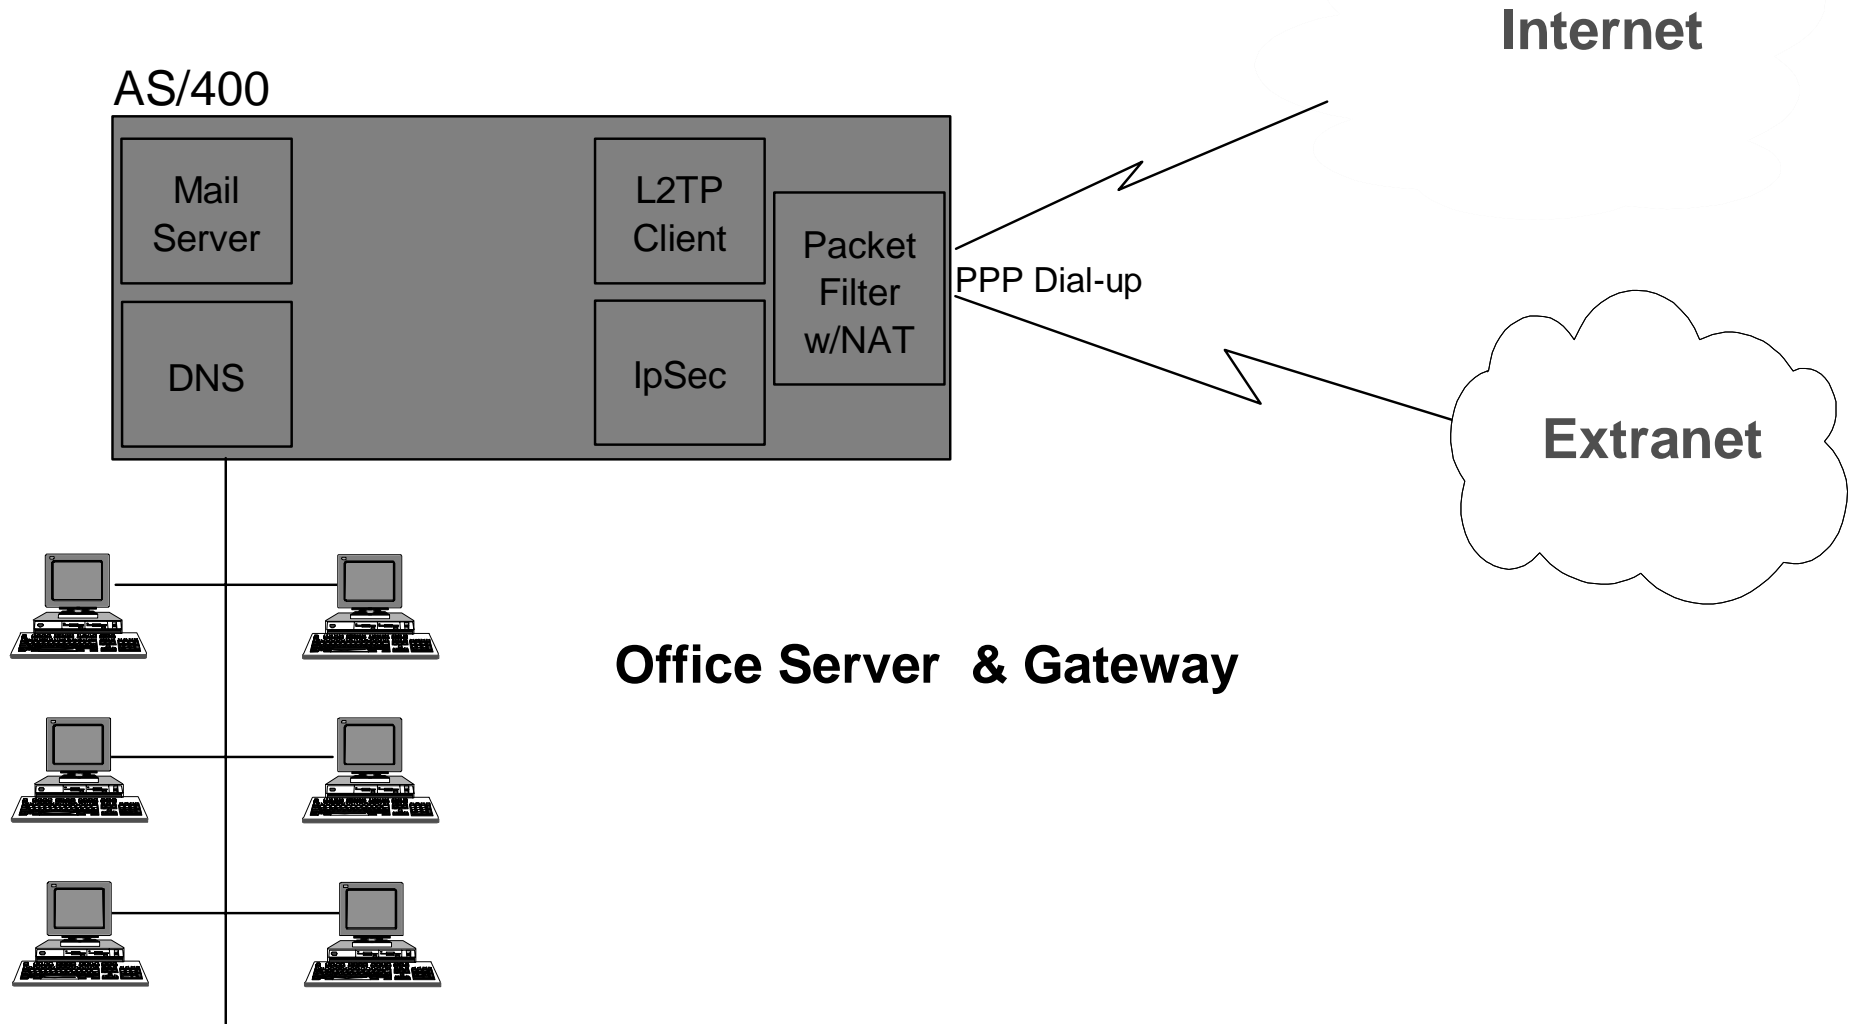 Internet
AS/400
Mail
Server
L2TP
Client
Packet
Filter
w/NAT
PPP Dial-up
DNS
IpSec
Extranet
Office Server & Gateway